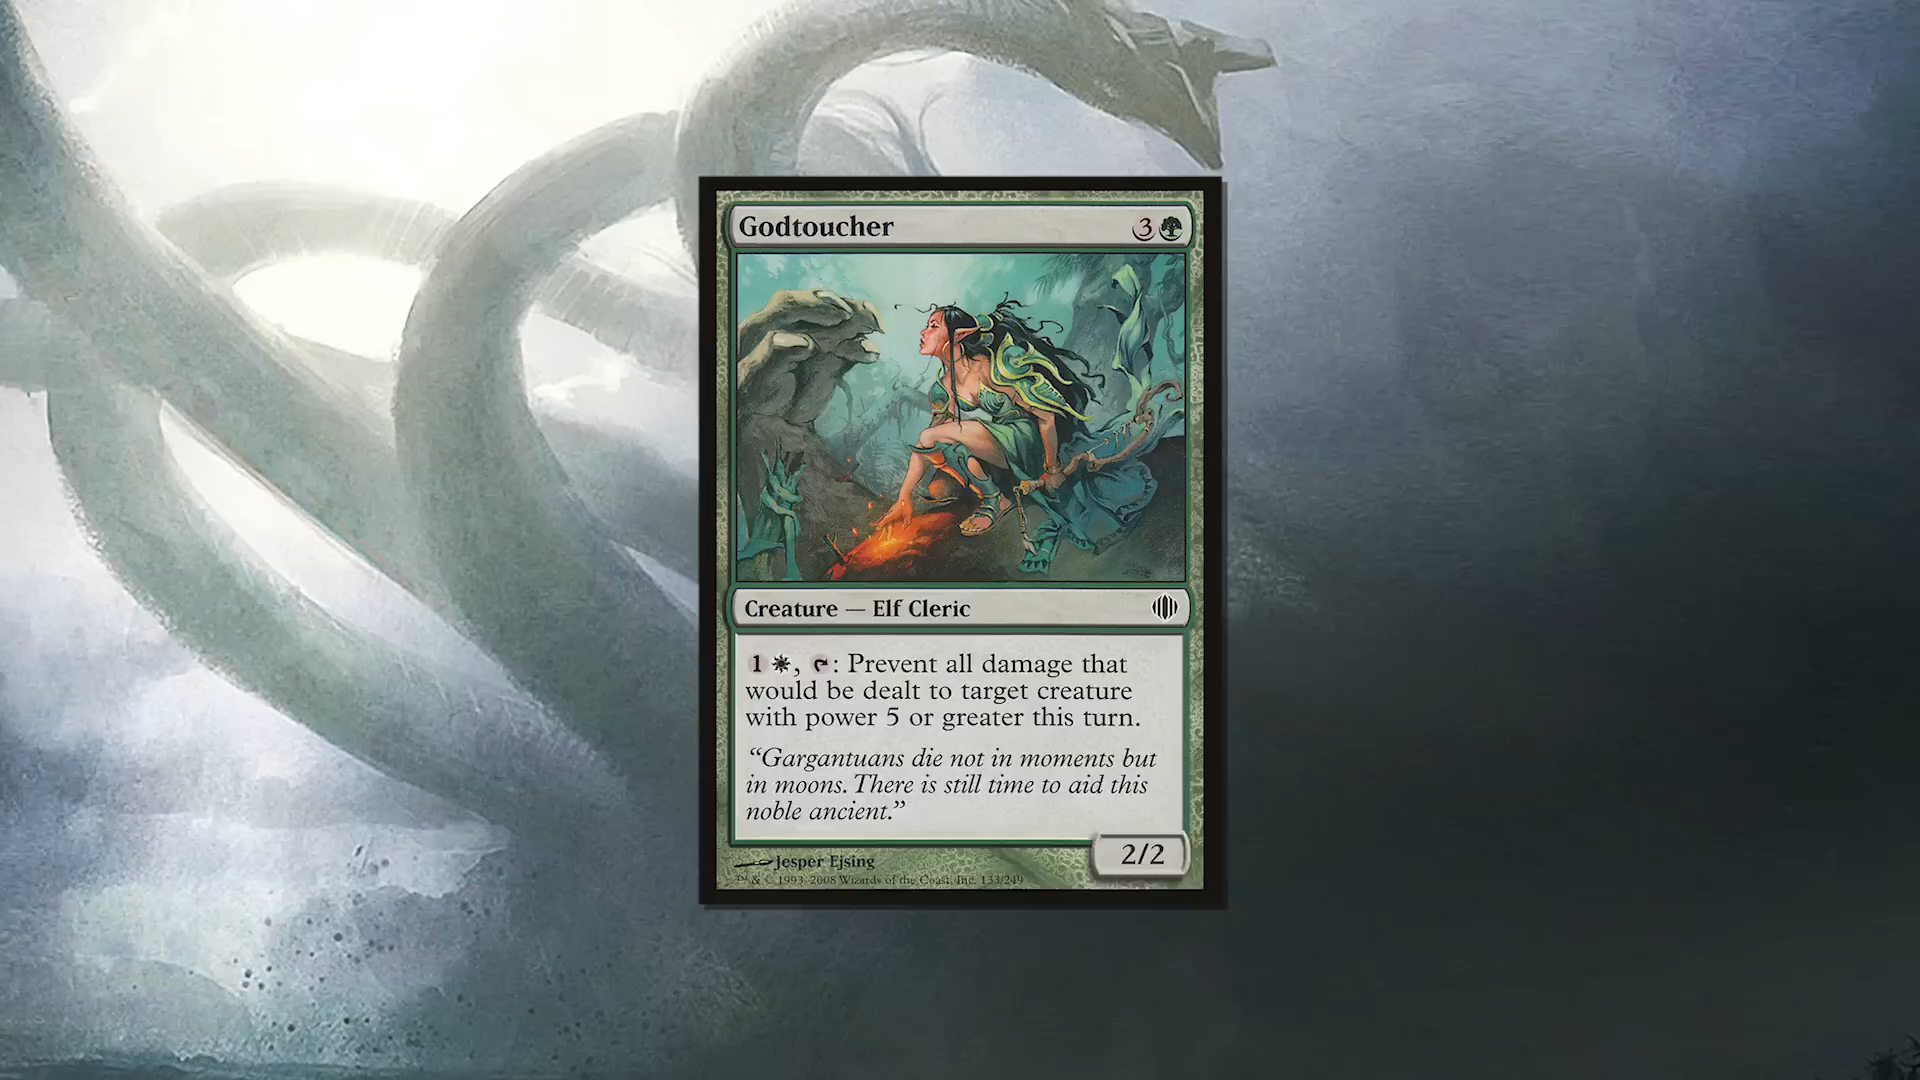 Godtoucher
3
Creature — Elf Cleric
1 , : Prevent all damage that
would be dealt to target creature
with power 5 or greater this turn.
“Gargantuans die not in moments but
in moons. There is still time to aid this
noble ancient.”
2/2
Jesper Ejsing
™ & © 1993–2008 Wizards of the Coast, Inc. 133/249